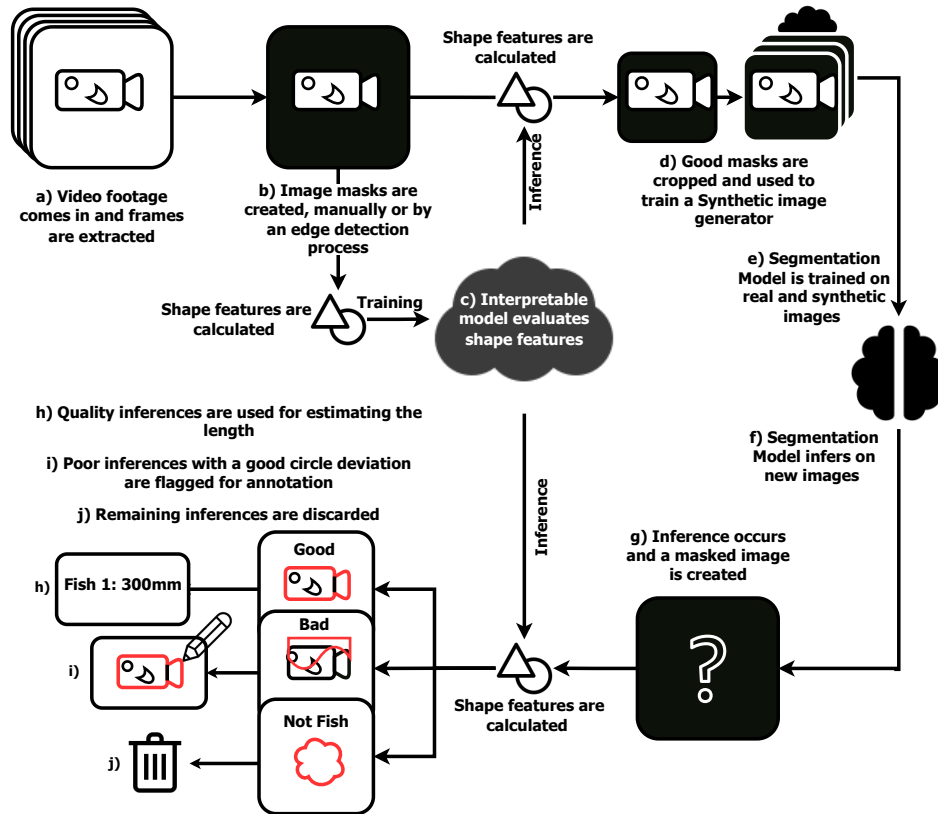 Shape features are
calculated
a) Video footage
comes in and frames
are extracted
b) Image masks are
created, manually or by
an edge detection
process
Inference
d) Good masks are
cropped and used to
train a Synthetic image
generator
e) Segmentation
Model is trained on
real and synthetic
images
Shape features are
calculated
Training
c) Interpretable
model evaluates
shape features
h) Quality inferences are used for estimating the
length
i) Poor inferences with a good circle deviation
are flagged for annotation
j) Remaining inferences are discarded
f) Segmentation
Model infers on
new images
Inference
g) Inference occurs
and a masked image
is created
Good
h)
Fish 1: 300mm
Bad
i)
?
Shape features are
calculated
Not Fish
j)